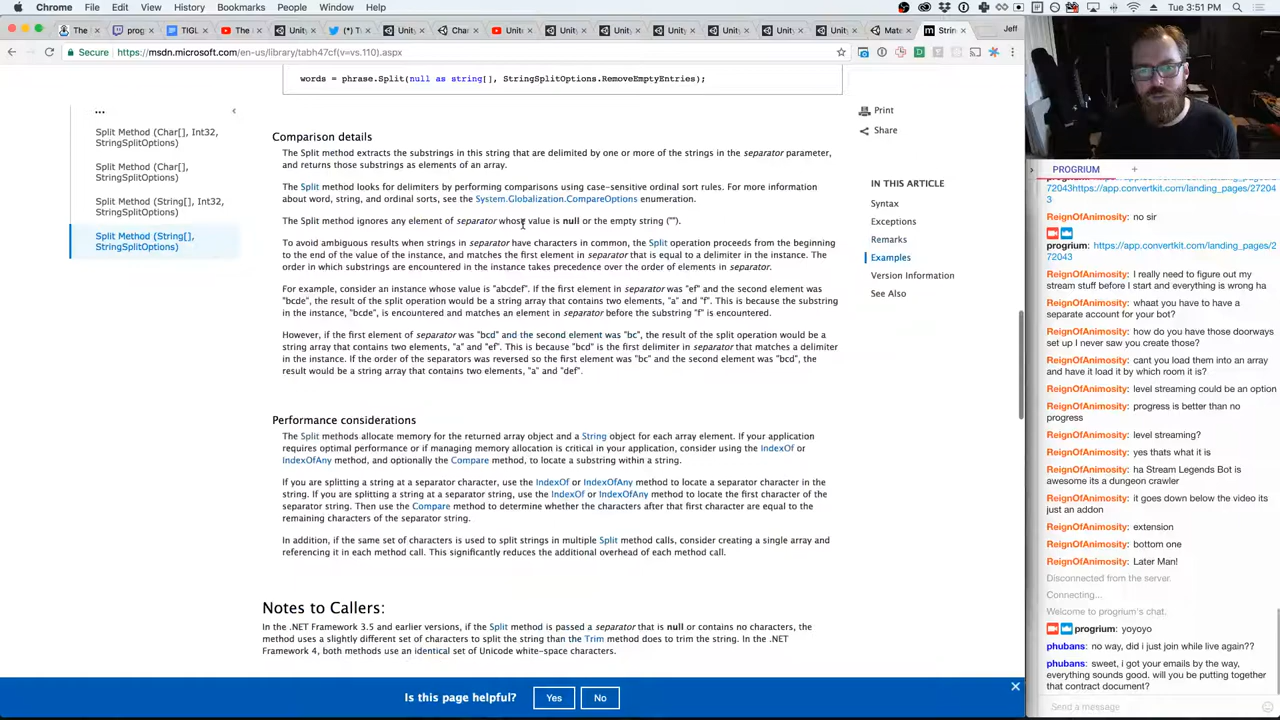 Chrome File Edit View History Bookmarks People Window Help
Tue 3:51 PM
The
prog
TIGL
The
Unity
(*) T
Unity
Cha
Unity
Unit
Unit
Unit
Unit
Unit
Unit
Mate
Strin
Jeff
Secure https://msdn.microsoft.com/en-us/library/tabh47cf(v=vs.110).aspx
words = phrase.Split(null as string[], StringSplitOptions.RemoveEmptyEntries);
...
Split Method (Char[], Int32,
StringSplitOptions)
Split Method (Char[],
StringSplitOptions)
Split Method (String[], Int32,
StringSplitOptions)
Split Method (String[],
StringSplitOptions)
Comparison details
The Split method extracts the substrings in this string that are delimited by one or more of the strings in the separator parameter,
and returns those substrings as elements of an array.
The Split method looks for delimiters by performing comparisons using case-sensitive ordinal sort rules. For more information
about word, string, and ordinal sorts, see the System.Globalization.CompareOptions enumeration.
The Split method ignores any element of separator whose value is null or the empty string ("").
To avoid ambiguous results when strings in separator have characters in common, the Split operation proceeds from the beginning
to the end of the value of the instance, and matches the first element in separator that is equal to a delimiter in the instance. The
order in which substrings are encountered in the instance takes precedence over the order of elements in separator.
For example, consider an instance whose value is "abcdef". If the first element in separator was "ef" and the second element was
"bcde", the result of the split operation would be a string array that contains two elements, "a" and "f". This is because the substring
in the instance, "bcde", is encountered and matches an element in separator before the substring "f" is encountered.
However, if the first element of separator was "bcd" and the second element was "bc", the result of the split operation would be a
string array that contains two elements, "a" and "ef". This is because "bcd" is the first delimiter in separator that matches a delimiter
in the instance. If the order of the separators was reversed so the first element was "bc" and the second element was "bcd", the
result would be a string array that contains two elements, "a" and "def".
Performance considerations
The Split methods allocate memory for the returned array object and a String object for each array element. If your application
requires optimal performance or if managing memory allocation is critical in your application, consider using the IndexOf or
IndexOfAny method, and optionally the Compare method, to locate a substring within a string.
If you are splitting a string at a separator character, use the IndexOf or IndexOfAny method to locate a separator character in the
string. If you are splitting a string at a separator string, use the IndexOf or IndexOfAny method to locate the first character of the
separator string. Then use the Compare method to determine whether the characters after that first character are equal to the
remaining characters of the separator string.
In addition, if the same set of characters is used to split strings in multiple Split method calls, consider creating a single array and
referencing it in each method call. This significantly reduces the additional overhead of each method call.
Notes to Callers:
In the .NET Framework 3.5 and earlier versions, if the Split method is passed a separator that is null or contains no characters, the
method uses a slightly different set of characters to split the string than the Trim method does to trim the string. In the .NET
Framework 4, both methods use an identical set of Unicode white-space characters.
Print
Share
IN THIS ARTICLE
Syntax
Exceptions
Remarks
Examples
Version Information
See Also
Is this page helpful? Yes No
PROGRIUM +
72043https://app.convertkit.com/landing_pages/27204
3
ReignOfAnimosity: no sir
progrium: https://app.convertkit.com/landing_pages/2
72043
ReignOfAnimosity: I really need to figure out my
stream stuff before I start and everything is wrong ha
ReignOfAnimosity: whaat you have to have a
separate account for your bot?
ReignOfAnimosity: how do you have those doorways
set up I never saw you create those?
ReignOfAnimosity: cant you load them into an array
and have it load it by which room it is?
ReignOfAnimosity: level streaming could be an option
ReignOfAnimosity: progress is better than no
progress
ReignOfAnimosity: level streaming?
ReignOfAnimosity: yes thats what it is
ReignOfAnimosity: ha Stream Legends Bot is
awesome its a dungeon crawler
ReignOfAnimosity: it goes down below the video its
just an addon
ReignOfAnimosity: extension
ReignOfAnimosity: bottom one
ReignOfAnimosity: Later Man!
Disconnected from the server.
Connecting...
Welcome to progrium's chat.
progrium: yoyoyo
phubans: no way, did i just join while live again??
phubans: sweet, i got your emails by the way,
everything sounds good. will you be putting together
that contract document?
Send a message